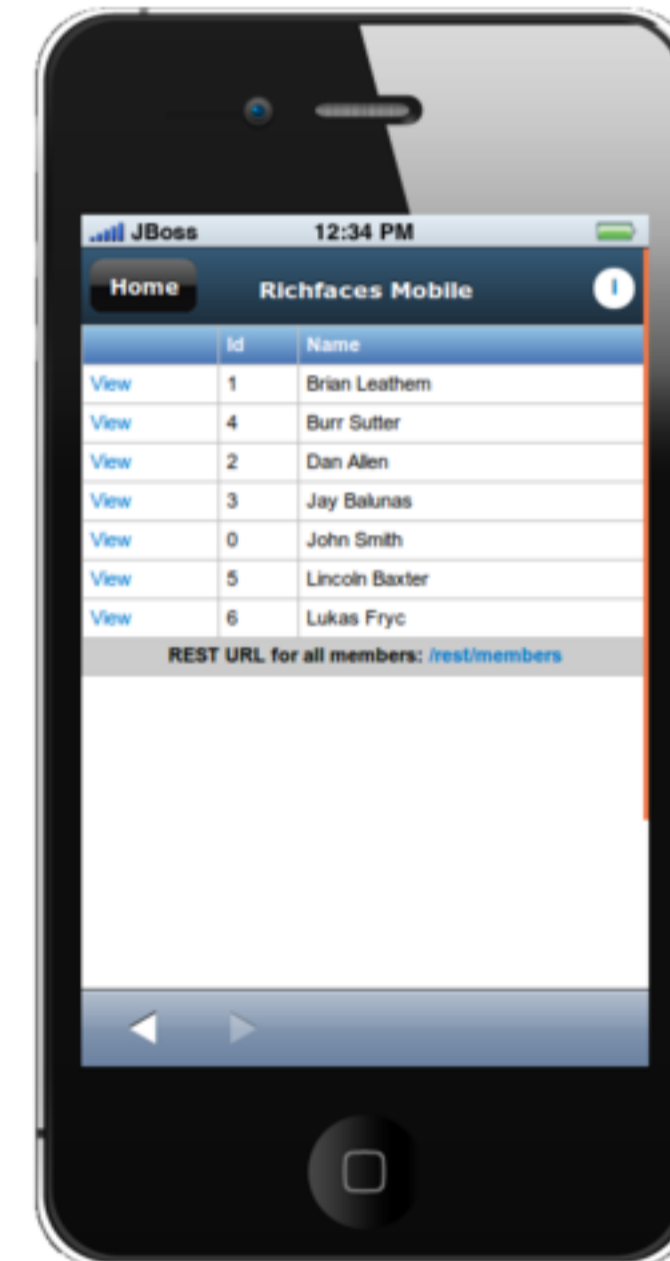 JBoss 12:34 PM
Home Richfaces Mobile i
Id Name
View 1 Brian Leathem
View 4 Burr Sutter
View 2 Dan Allen
View 3 Jay Balunas
View 0 John Smith
View 5 Lincoln Baxter
View 6 Lukas Fryc
REST URL for all members: /rest/members